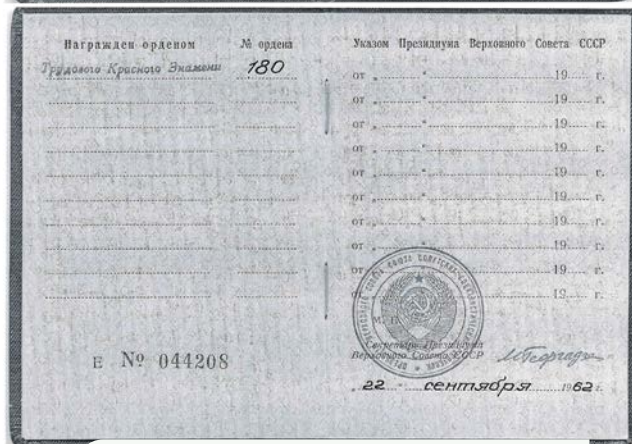 Награжден орденом
№ ордена
Трудового Красного Знамени
180
Е № 044208
Указом Президиума Верховного Совета СССР
от „ “ 19 г.
от „ “ 19 г.
от „ “ 19 г.
от „ “ 19 г.
от „ “ 19 г.
от „ “ 19 г.
от „ “ 19 г.
от „ “ 19 г.
от „ “ 19 г.
от „ “ 19 г.
М. П.
Секретарь Президиума
Верховного Совета СССР
22 “ сентября 1962 г.